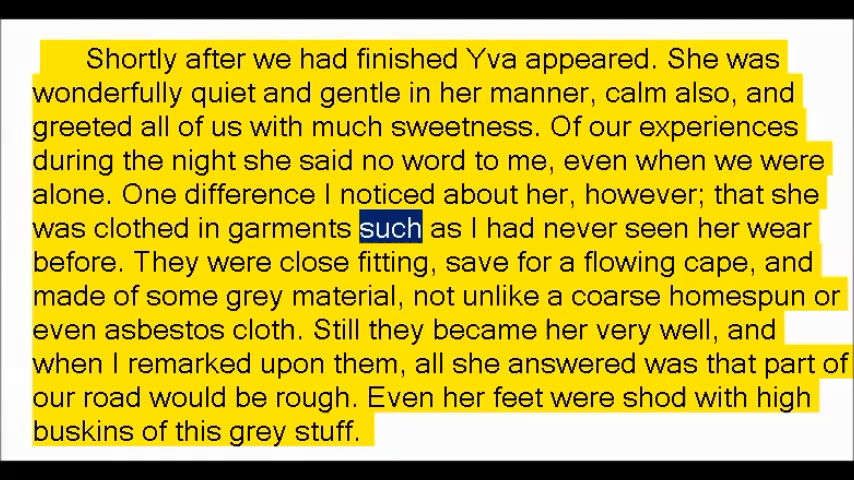 Shortly after we had finished Yva appeared. She was
wonderfully quiet and gentle in her manner, calm also, and
greeted all of us with much sweetness. Of our experiences
during the night she said no word to me, even when we were
alone. One difference I noticed about her, however; that she
was clothed in garments such as I had never seen her wear
before. They were close fitting, save for a flowing cape, and
made of some grey material, not unlike a coarse homespun or
even asbestos cloth. Still they became her very well, and
when I remarked upon them, all she answered was that part of
our road would be rough. Even her feet were shod with high
buskins of this grey stuff.